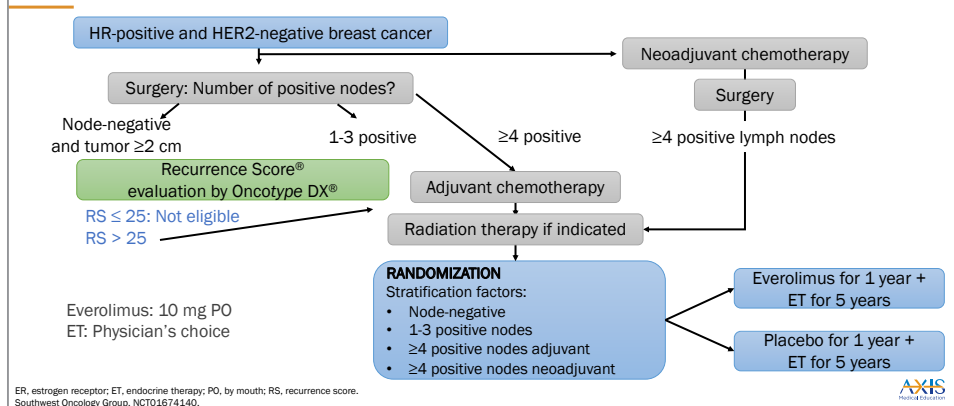 HR-positive and HER2-negative breast cancer
Neoadjuvant chemotherapy
Surgery: Number of positive nodes?
Surgery
Node-negative
and tumor ≥2 cm
1-3 positive
≥4 positive
≥4 positive lymph nodes
Recurrence Score®
evaluation by Oncotype DX®
Adjuvant chemotherapy
RS ≤ 25: Not eligible
RS > 25
Radiation therapy if indicated
RANDOMIZATION
Stratification factors:
• Node-negative
• 1-3 positive nodes
• ≥4 positive nodes adjuvant
• ≥4 positive nodes neoadjuvant
Everolimus for 1 year +
ET for 5 years
Placebo for 1 year +
ET for 5 years
Everolimus: 10 mg PO
ET: Physician's choice
ER, estrogen receptor; ET, endocrine therapy; PO, by mouth; RS, recurrence score.
Southwest Oncology Group. NCT01674140.
AXIS
Medical Education